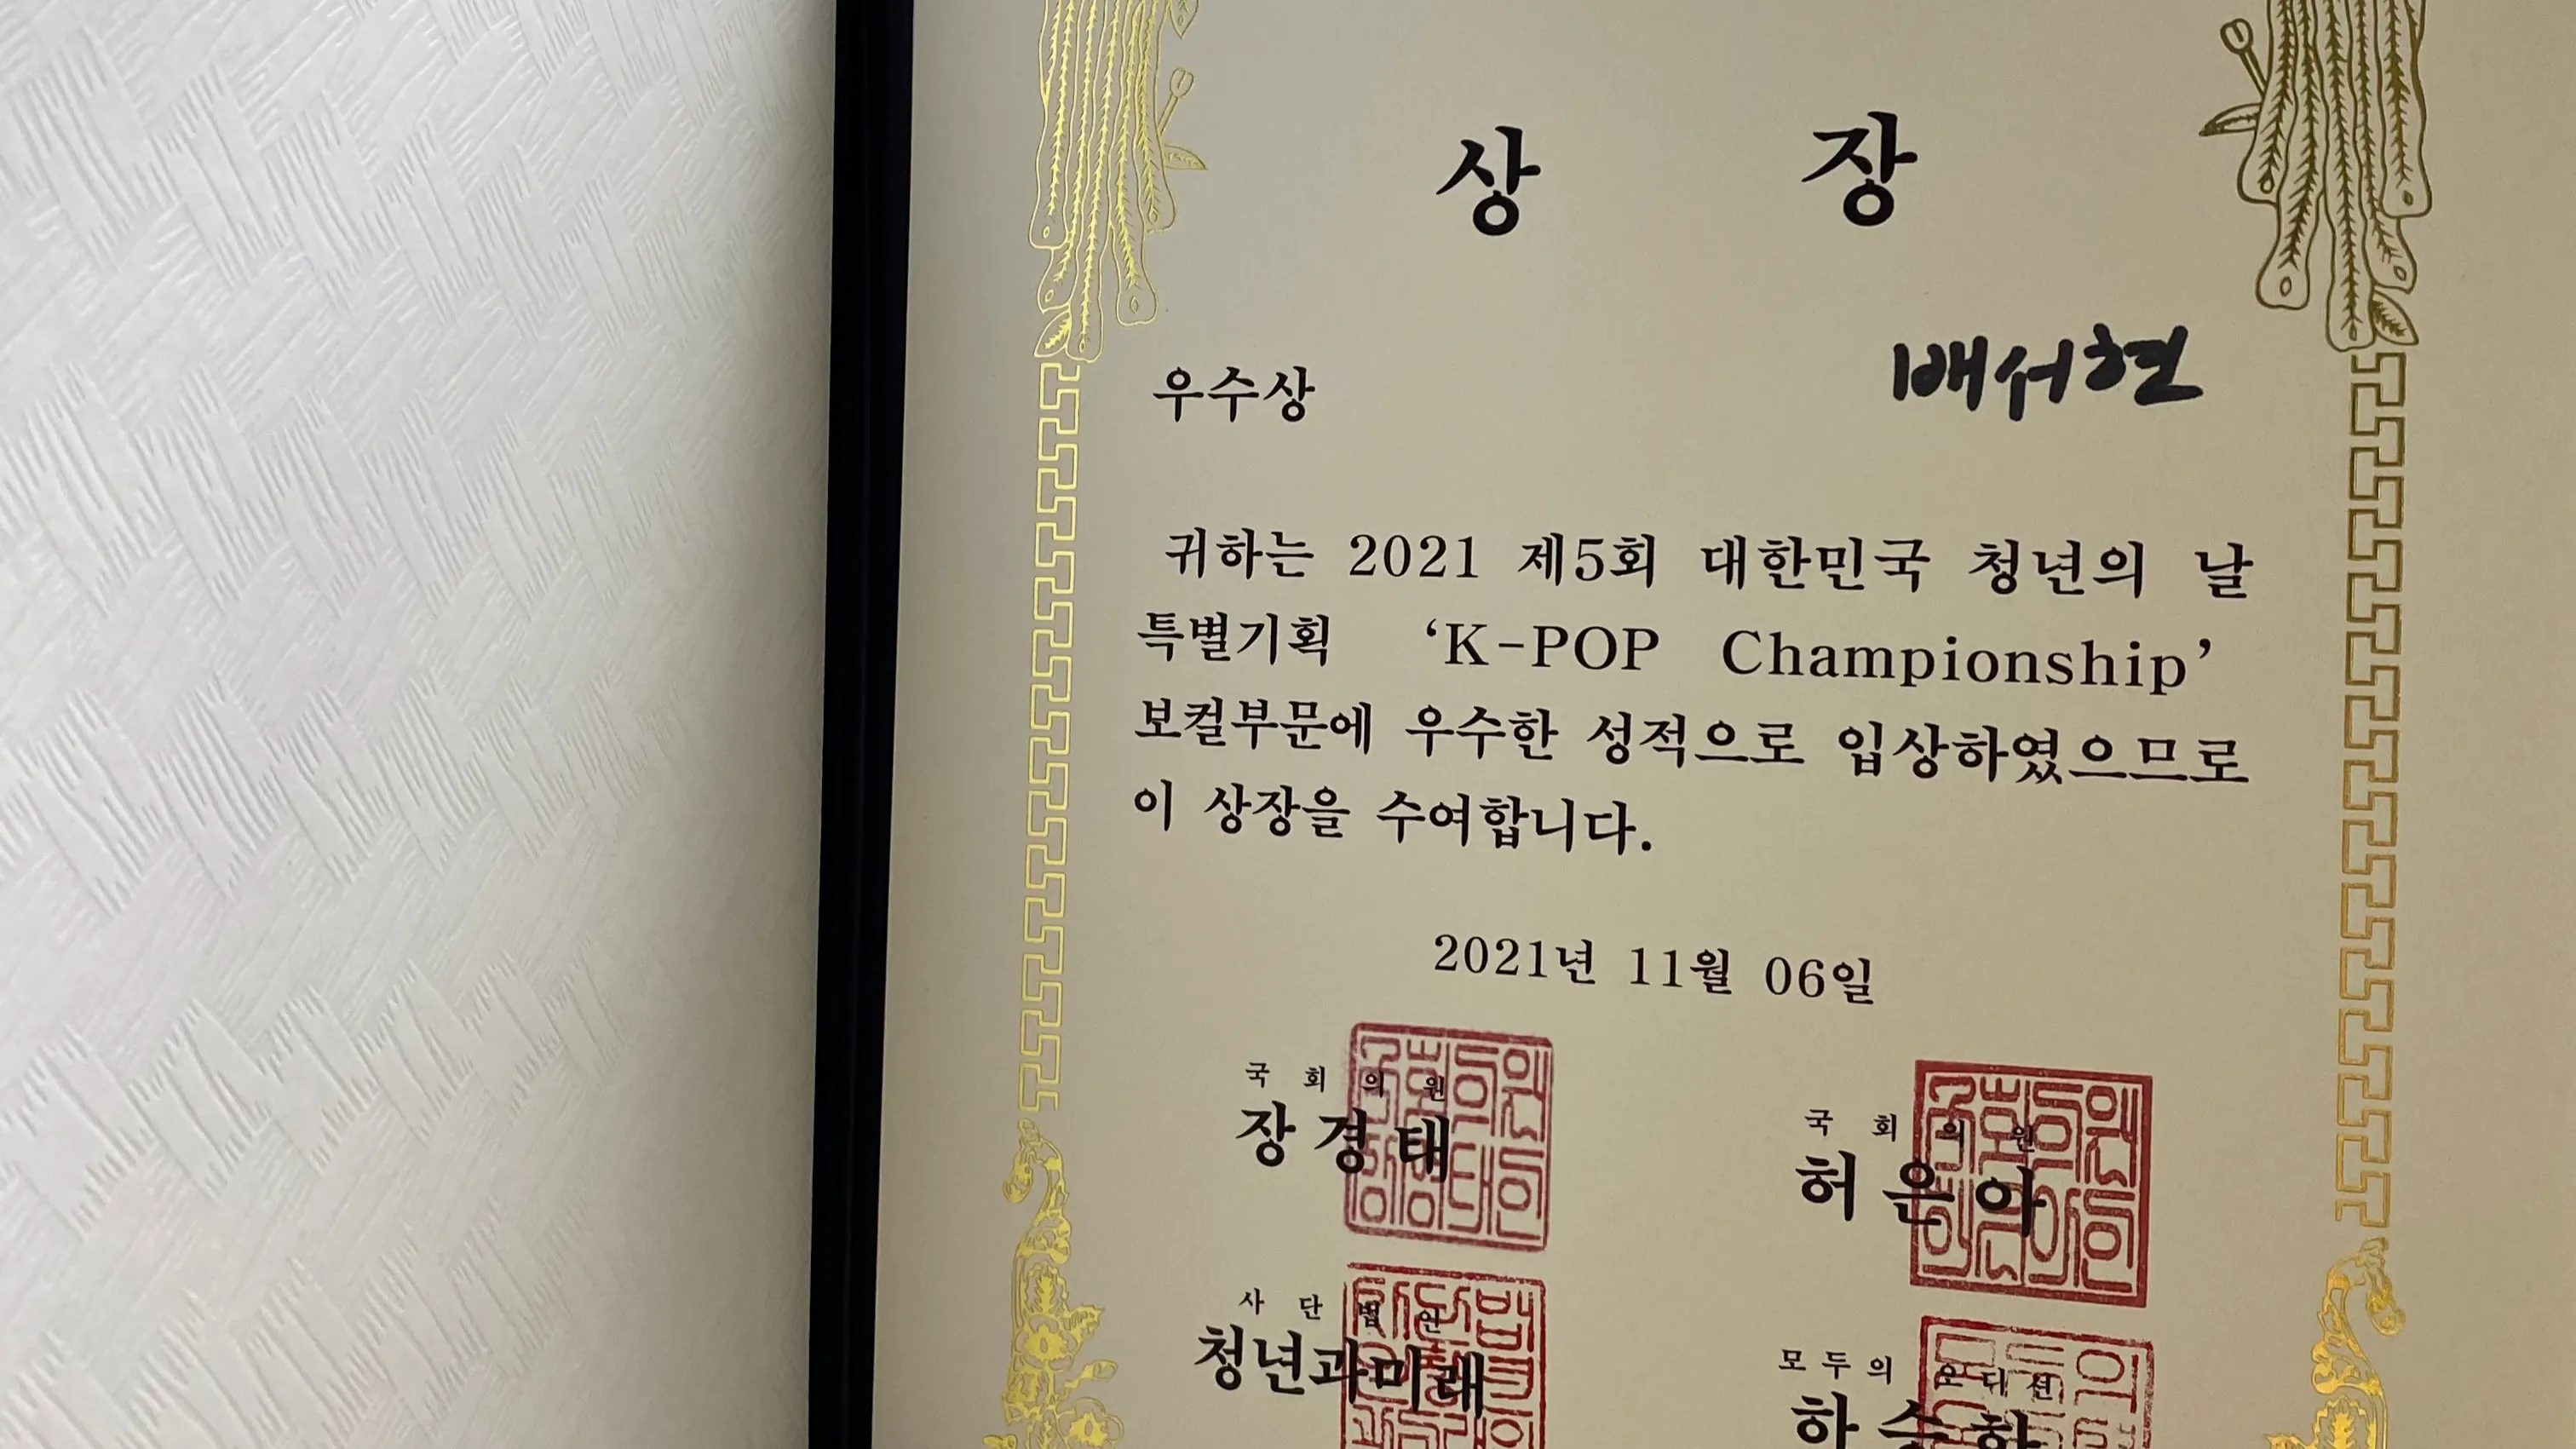 상 장
우수상 배서현
귀하는 2021 제5회 대한민국 청년의 날
특별기획 ‘K-POP Championship’
보컬부문에 우수한 성적으로 입상하였으므로
이 상장을 수여합니다.
2021년 11월 06일
국회의원 국회의원
장경태 허은아
사단법인 모두의 오디션
청년과미래